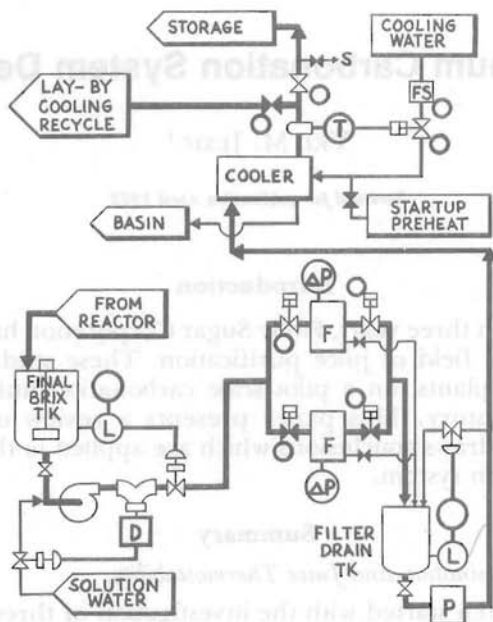 STORAGE
S
COOLING
WATER
FS
LAY-BY
COOLING
RECYCLE
T
COOLER
BASIN
STARTUP
PREHEAT
FROM
REACTOR
ΔP
F
FINAL
BRIX
TK
L
F
ΔP
D
FILTER
DRAIN
TK
L
SOLUTION
WATER
P